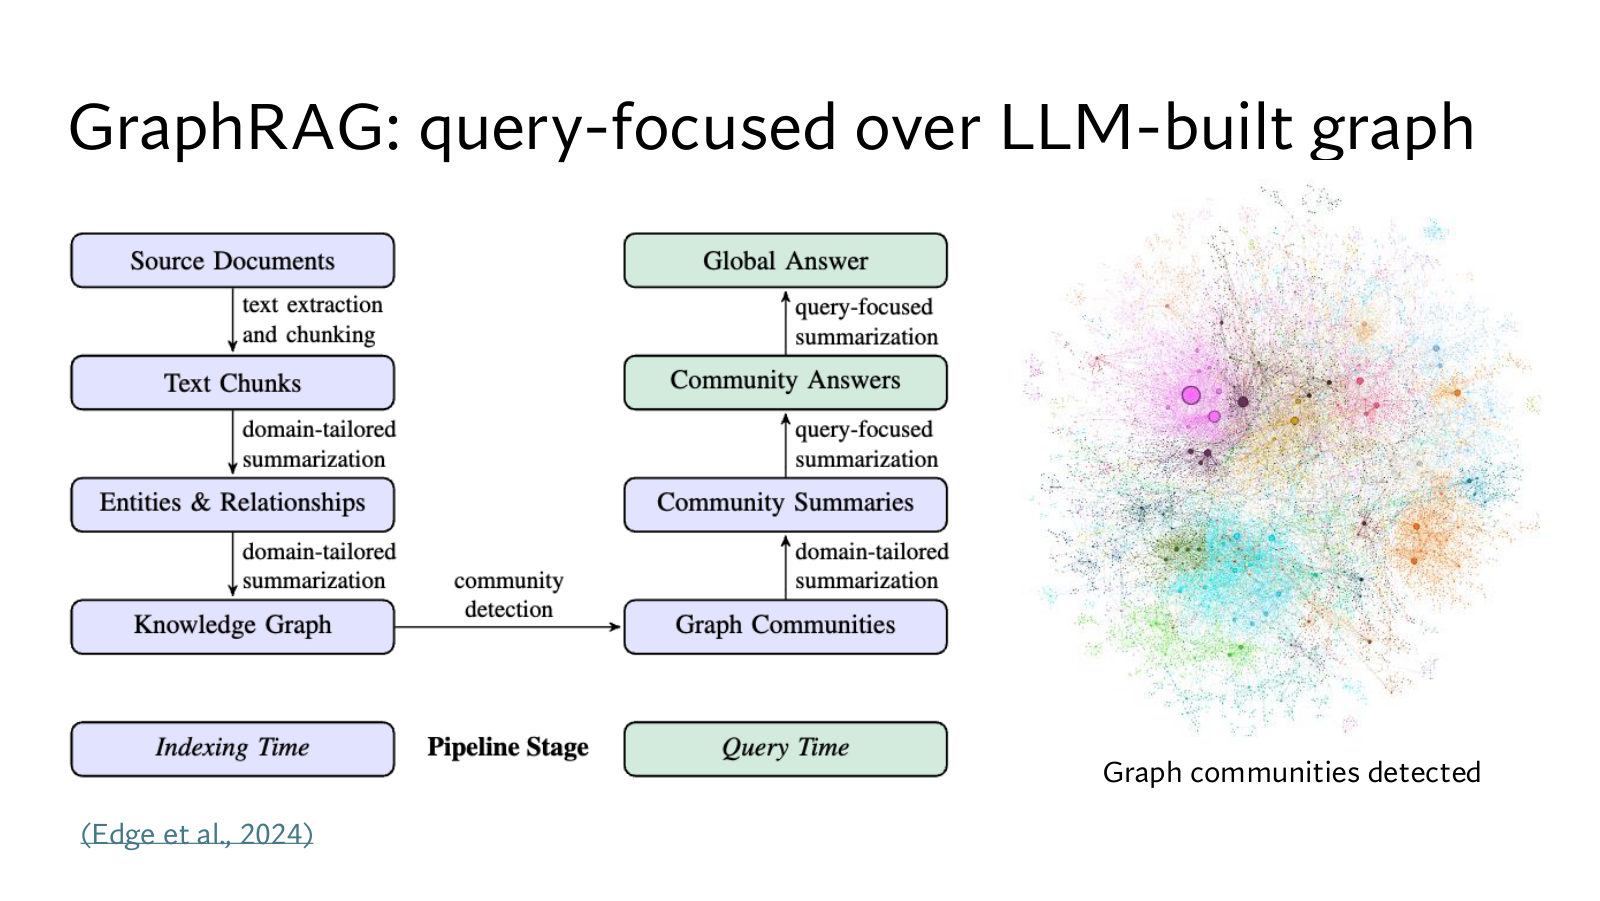 GraphRAG: query-focused over LLM-built graph
Source Documents
text extraction
and chunking
Text Chunks
domain-tailored
summarization
Entities & Relationships
domain-tailored
summarization
Knowledge Graph
community
detection
Global Answer
query-focused
summarization
Community Answers
query-focused
summarization
Community Summaries
domain-tailored
summarization
Graph Communities
Indexing Time
Pipeline Stage
Query Time
Graph communities detected
(Edge et al., 2024)